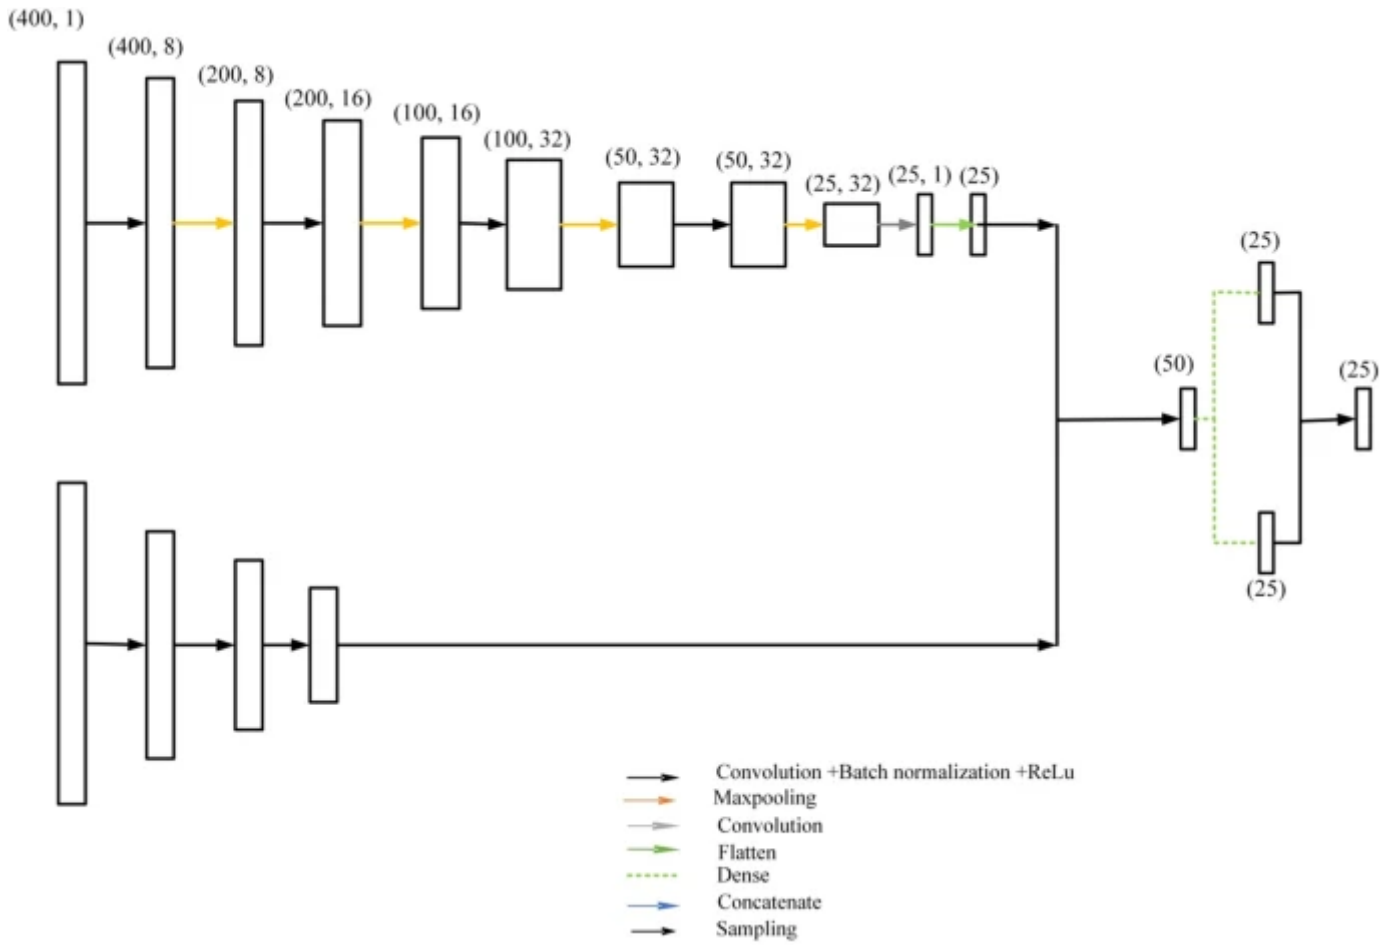 (400, 1)
(400, 8)
(200, 8)
(200, 16)
(100, 16)
(100, 32)
(50, 32)
(50, 32)
(25, 32)
(25, 1)
(25)
(25)
(50)
(25)
(25)
Convolution +Batch normalization +ReLu
Maxpooling
Convolution
Flatten
Dense
Concatenate
Sampling